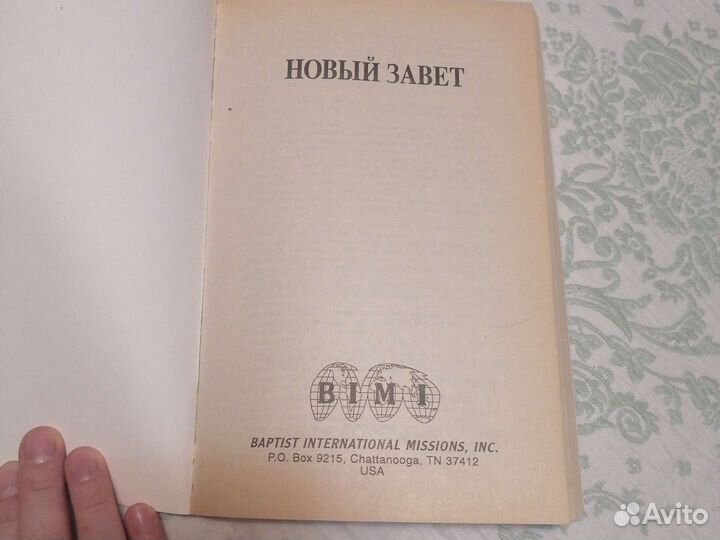 НОВЫЙ ЗАВЕТ
BIMI
BAPTIST INTERNATIONAL MISSIONS, INC.
P.O. Box 9215, Chattanooga, TN 37412
USA
Avito